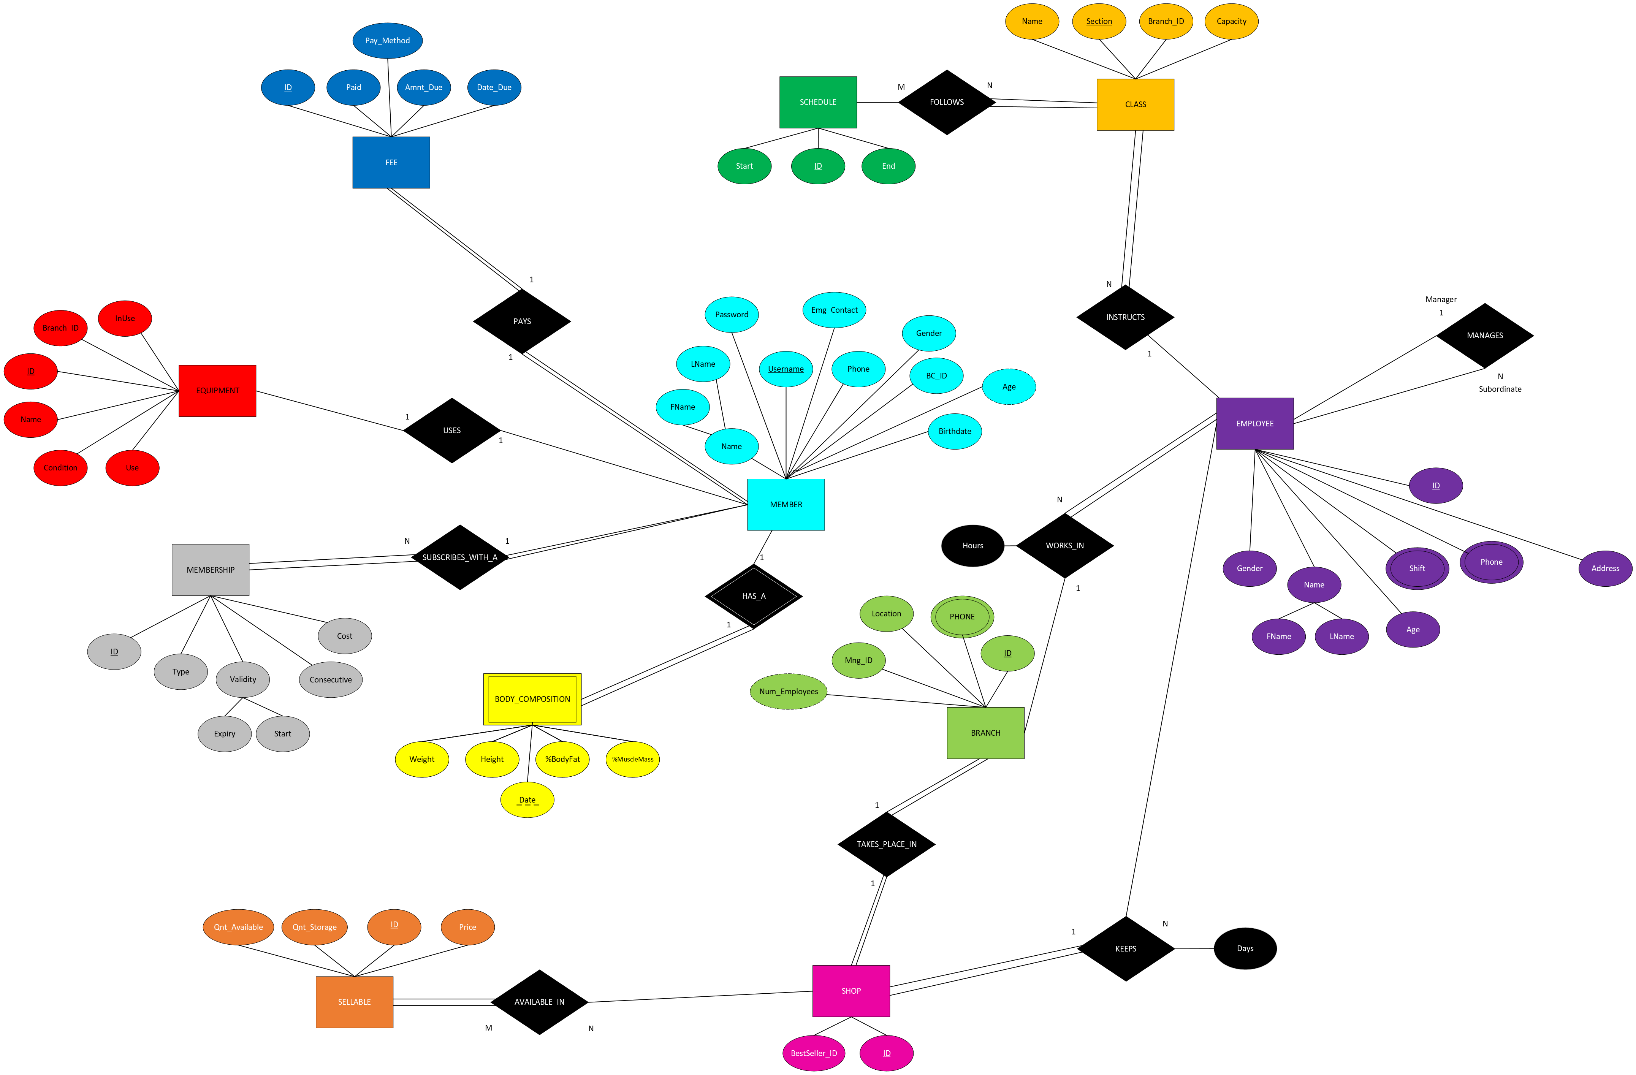 Name
Section
Branch_ID
Capacity
Pay_Method
ID
Paid
Amnt_Due
Date_Due
SCHEDULE
M
FOLLOWS
N
CLASS
FEE
Start
ID
End
1
PAYS
1
Branch_ID
InUse
ID
Name
Condition
Use
EQUIPMENT
1
USES
1
Password
Emg_Contact
Gender
LName
Username
Phone
BC_ID
Age
FName
Name
Birthdate
MEMBER
N
INSTRUCTS
1
Manager
1
MANAGES
N
Subordinate
EMPLOYEE
ID
Gender
Name
Shift
Phone
Address
FName
LName
Age
N
Hours
WORKS_IN
1
MEMBERSHIP
N
SUBSCRIBES_WITH_A
1
ID
Type
Validity
Consecutive
Cost
Expiry
Start
1
HAS_A
1
BODY_COMPOSITION
Weight
Height
%BodyFat
%MuscleMass
Date
Location
PHONE
ID
Mng_ID
Num_Employees
BRANCH
1
TAKES_PLACE_IN
1
Qnt_Available
Qnt_Storage
ID
Price
SELLABLE
M
AVAILABLE_IN
N
SHOP
BestSeller_ID
ID
1
KEEPS
N
Days